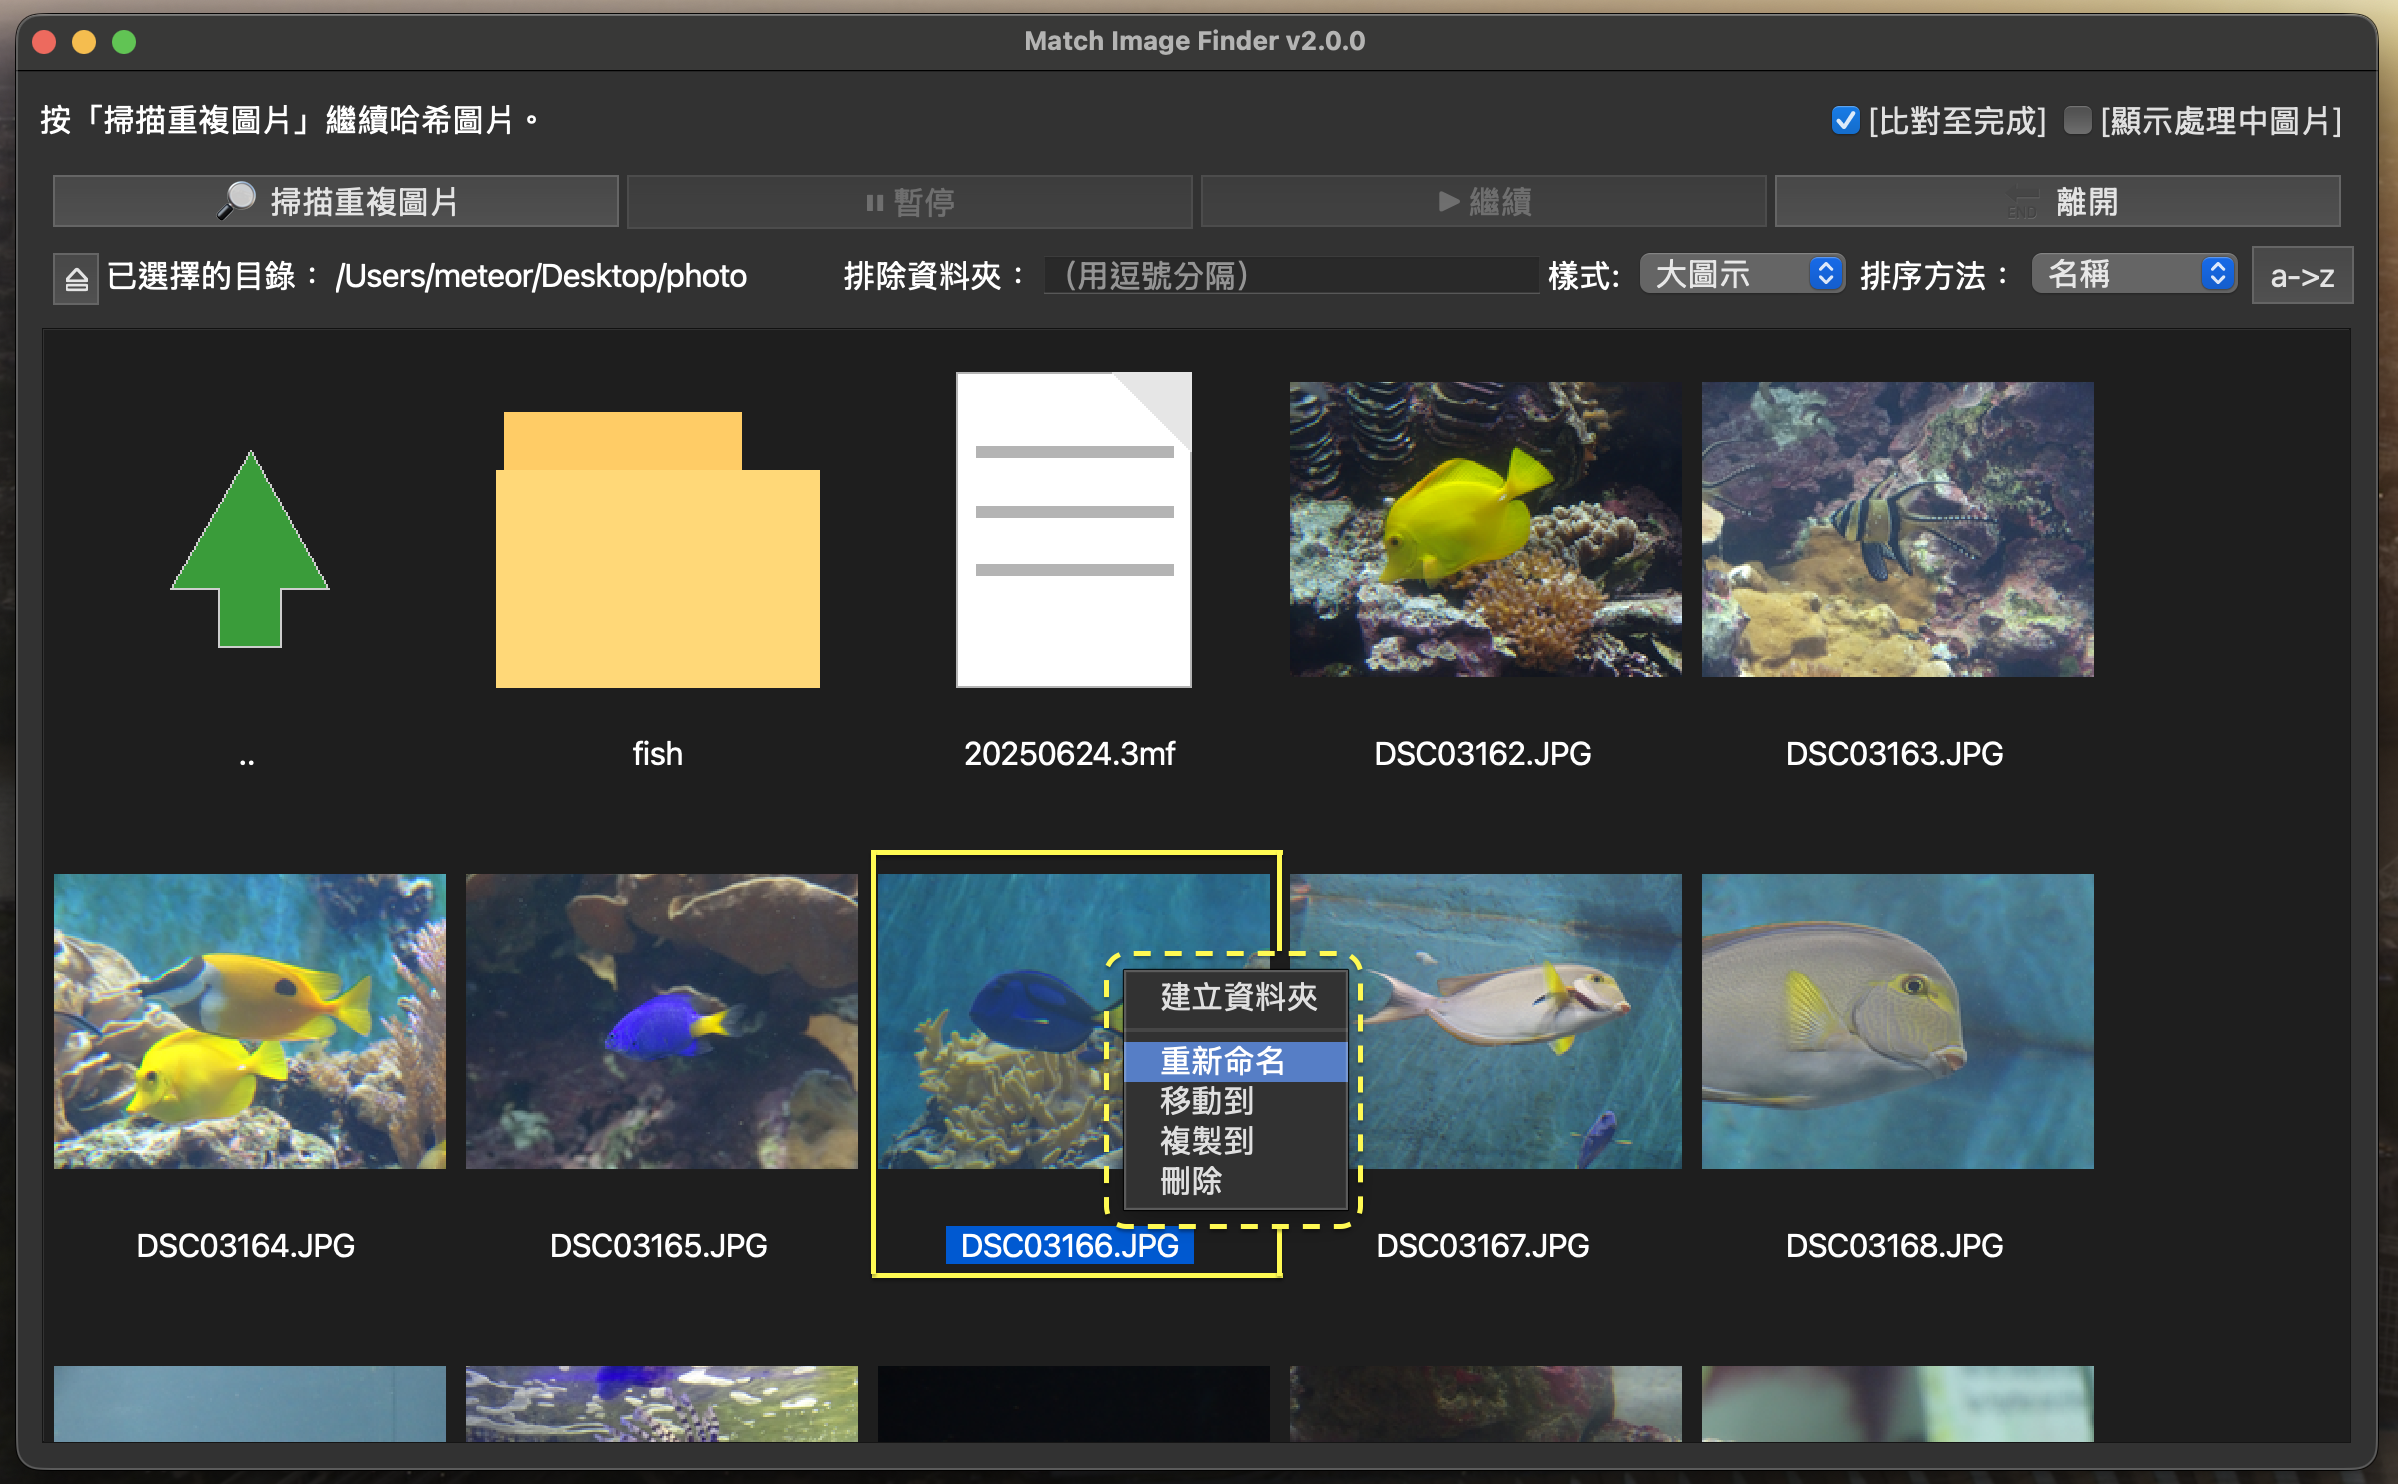 Match Image Finder v2.0.0
按「掃描重複圖片」繼續哈希圖片。
[比對至完成] [顯示處理中圖片]
掃描重複圖片 暫停 繼續 END 離開
已選擇的目錄： /Users/meteor/Desktop/photo 排除資料夾： （用逗號分隔） 樣式: 大圖示 排序方法： 名稱 a->z
.. fish 20250624.3mf DSC03162.JPG DSC03163.JPG
建立資料夾
重新命名
移動到
複製到
刪除
DSC03164.JPG DSC03165.JPG DSC03166.JPG DSC03167.JPG DSC03168.JPG